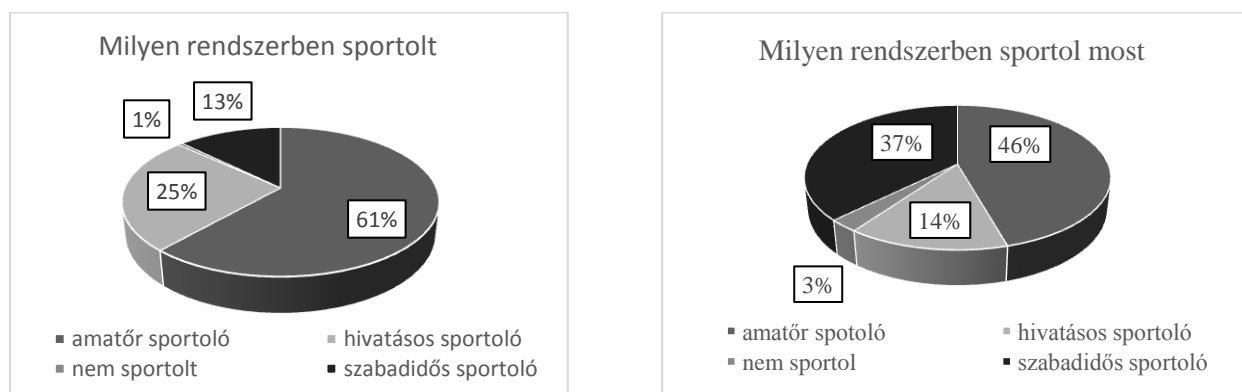 Milyen rendszerben sportolt
13%
1%
25%
61%
amatőr sportoló
hivatásos sportoló
nem sportolt
szabadidős sportoló
Milyen rendszerben sportol most
37%
46%
14%
3%
amatőr spotoló
hivatásos sportoló
nem sportol
szabadidős sportoló